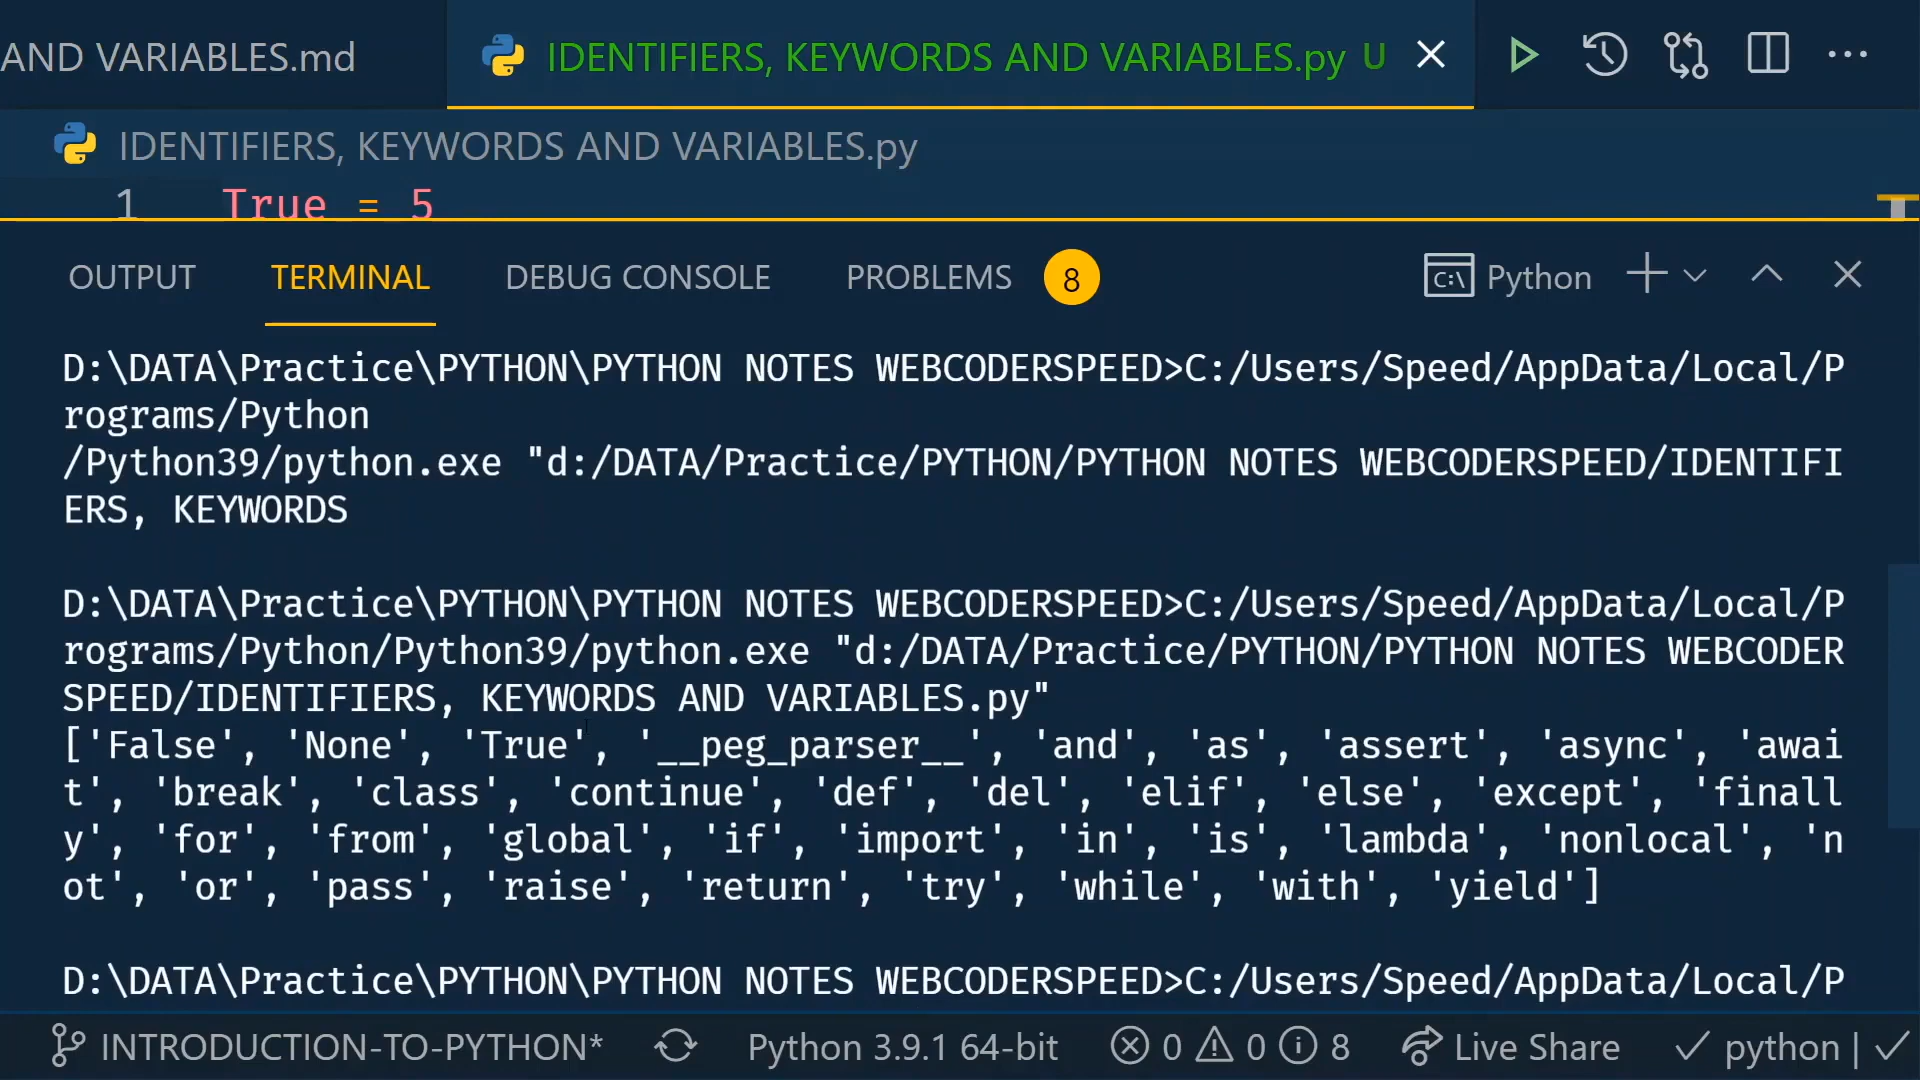 AND VARIABLES.md
IDENTIFIERS, KEYWORDS AND VARIABLES.py U
IDENTIFIERS, KEYWORDS AND VARIABLES.py
1 True = 5
OUTPUT TERMINAL DEBUG CONSOLE PROBLEMS 8 C:\ Python
D:\DATA\Practice\PYTHON\PYTHON NOTES WEBCODERSPEED>C:/Users/Speed/AppData/Local/P
rograms/Python
/Python39/python.exe "d:/DATA/Practice/PYTHON/PYTHON NOTES WEBCODERSPEED/IDENTIFI
ERS, KEYWORDS
D:\DATA\Practice\PYTHON\PYTHON NOTES WEBCODERSPEED>C:/Users/Speed/AppData/Local/P
rograms/Python/Python39/python.exe "d:/DATA/Practice/PYTHON/PYTHON NOTES WEBCODER
SPEED/IDENTIFIERS, KEYWORDS AND VARIABLES.py"
['False', 'None', 'True', '__peg_parser__', 'and', 'as', 'assert', 'async', 'awai
t', 'break', 'class', 'continue', 'def', 'del', 'elif', 'else', 'except', 'finall
y', 'for', 'from', 'global', 'if', 'import', 'in', 'is', 'lambda', 'nonlocal', 'n
ot', 'or', 'pass', 'raise', 'return', 'try', 'while', 'with', 'yield']
D:\DATA\Practice\PYTHON\PYTHON NOTES WEBCODERSPEED>C:/Users/Speed/AppData/Local/P
INTRODUCTION-TO-PYTHON* Python 3.9.1 64-bit 0 0 8 Live Share python |